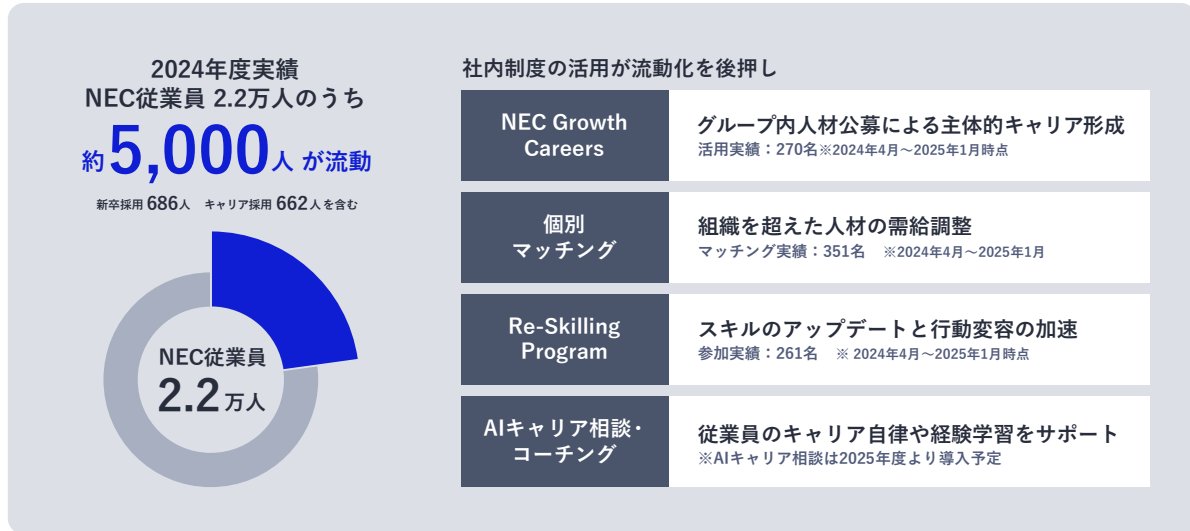 2024年度実績
NEC従業員 2.2万人のうち
約5,000人 が流動
新卒採用 686人 キャリア採用 662人を含む
NEC従業員
2.2万人
社内制度の活用が流動化を後押し
NEC Growth
Careers
グループ内人材公募による主体的キャリア形成
活用実績：270名※2024年4月～2025年1月時点
個別
マッチング
組織を超えた人材の需給調整
マッチング実績：351名 ※2024年4月～2025年1月
Re-Skilling
Program
スキルのアップデートと行動変容の加速
参加実績：261名 ※ 2024年4月～2025年1月時点
AIキャリア相談・
コーチング
従業員のキャリア自律や経験学習をサポート
※AIキャリア相談は2025年度より導入予定